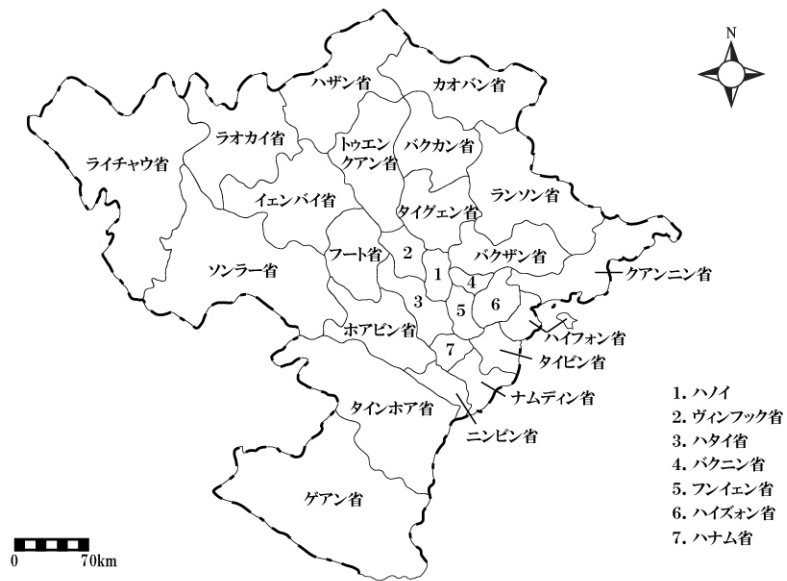 N
ハザン省
カオバン省
ラオカイ省
トゥエン
クアン省
バクカン省
ライチャウ省
イェンバイ省
タイグェン省
ランソン省
ソンラー省
フート省
2
1
バクザン省
クアンニン省
4
3
5
6
ホアビン省
ハイフォン省
7
タイビン省
ナムディン省
タインホア省
ニンビン省
ゲアン省
1. ハノイ
2. ヴィンフック省
3. ハタイ省
4. バクニン省
5. フンイェン省
6. ハイズォン省
7. ハナム省
0 70km